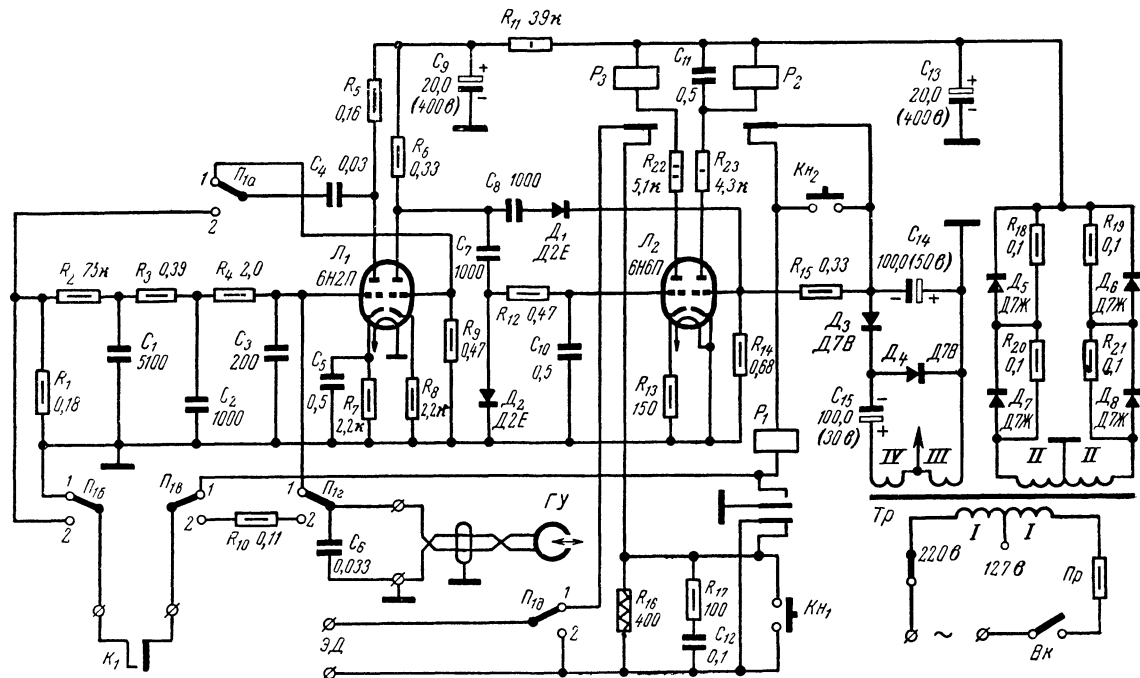 R11 39к
R5
0,16
C9
20,0
(400в)
+
-
P3
C11
0,5
P2
C13
20,0
(400в)
+
-
R6
0,33
C4 0,03
1
П1а
2
C8 1000
Д1
Д2Е
R22
5,1к
R23
4,3к
Кн2
Л1
6Н2П
C7
1000
Л2
6Н6П
C14
100,0 (50в)
-
+
R18
0,1
R19
0,1
Д5
Д7Ж
Д6
Д7Ж
R2 75к
R3 0,39
R4 2,0
R12 0,47
R15 0,33
Д3
Д7В
Д4
Д7В
R20
0,1
R21
0,1
Д7
Д7Ж
Д8
Д7Ж
C1
5100
C3
200
C2
1000
R1
0,18
C5
0,5
R7
2,2к
R8
2,2к
R9
0,47
Д2
Д2Е
C10
0,5
R13
150
R14
0,68
C15
100,0
(30в)
-
+
P1
IV
III
II
II
1
П1б
2
П1в
1
2
R10 0,11
1
П1г
2
C6
0,033
ГУ
Тр
I
I
220в
127в
Пр
Вк
~
К1
П1д
1
2
ЭД
R16
400
R17
100
C12
0,1
Кн1